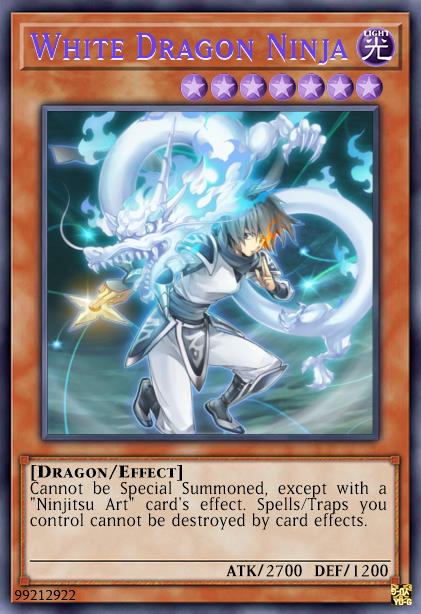 White Dragon Ninja
LIGHT
光
[Dragon/Effect]
Cannot be Special Summoned, except with a
"Ninjitsu Art" card's effect. Spells/Traps you
control cannot be destroyed by card effects.
ATK/2700 DEF/1200
99212922